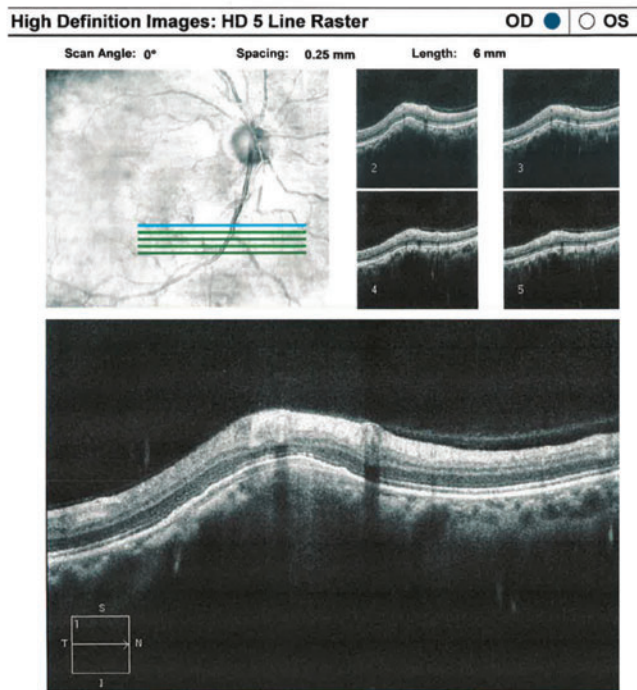 High Definition Images: HD 5 Line Raster OD OS
Scan Angle: 0° Spacing: 0.25 mm Length: 6 mm
2 3
4 5
S
1
T N
I